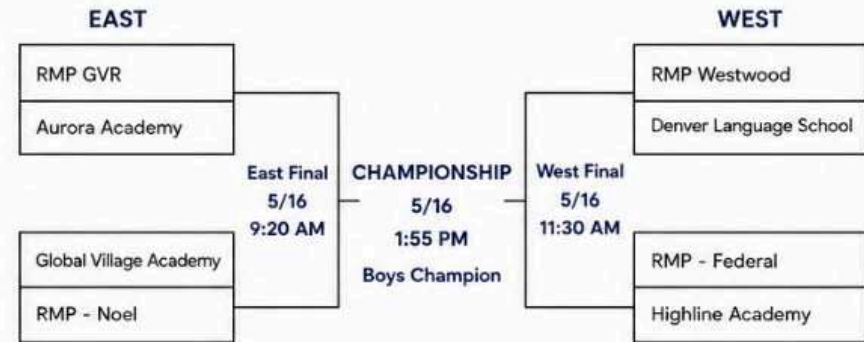 EAST
RMP GVR
Aurora Academy
East Final
5/16
9:20 AM
Global Village Academy
RMP - Noel
CHAMPIONSHIP
5/16
1:55 PM
Boys Champion
WEST
RMP Westwood
Denver Language School
West Final
5/16
11:30 AM
RMP - Federal
Highline Academy